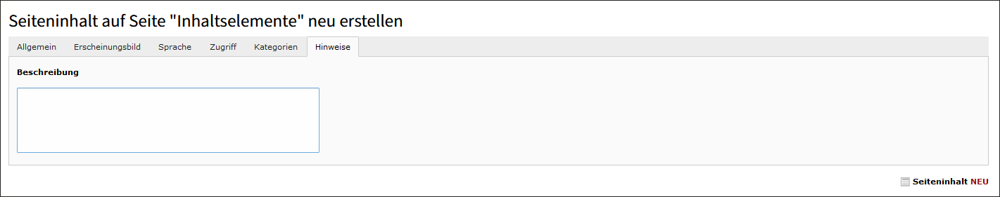 Seiteninhalt auf Seite "Inhaltselemente" neu erstellen
Allgemein Erscheinungsbild Sprache Zugriff Kategorien Hinweise
Beschreibung
Seiteninhalt NEU